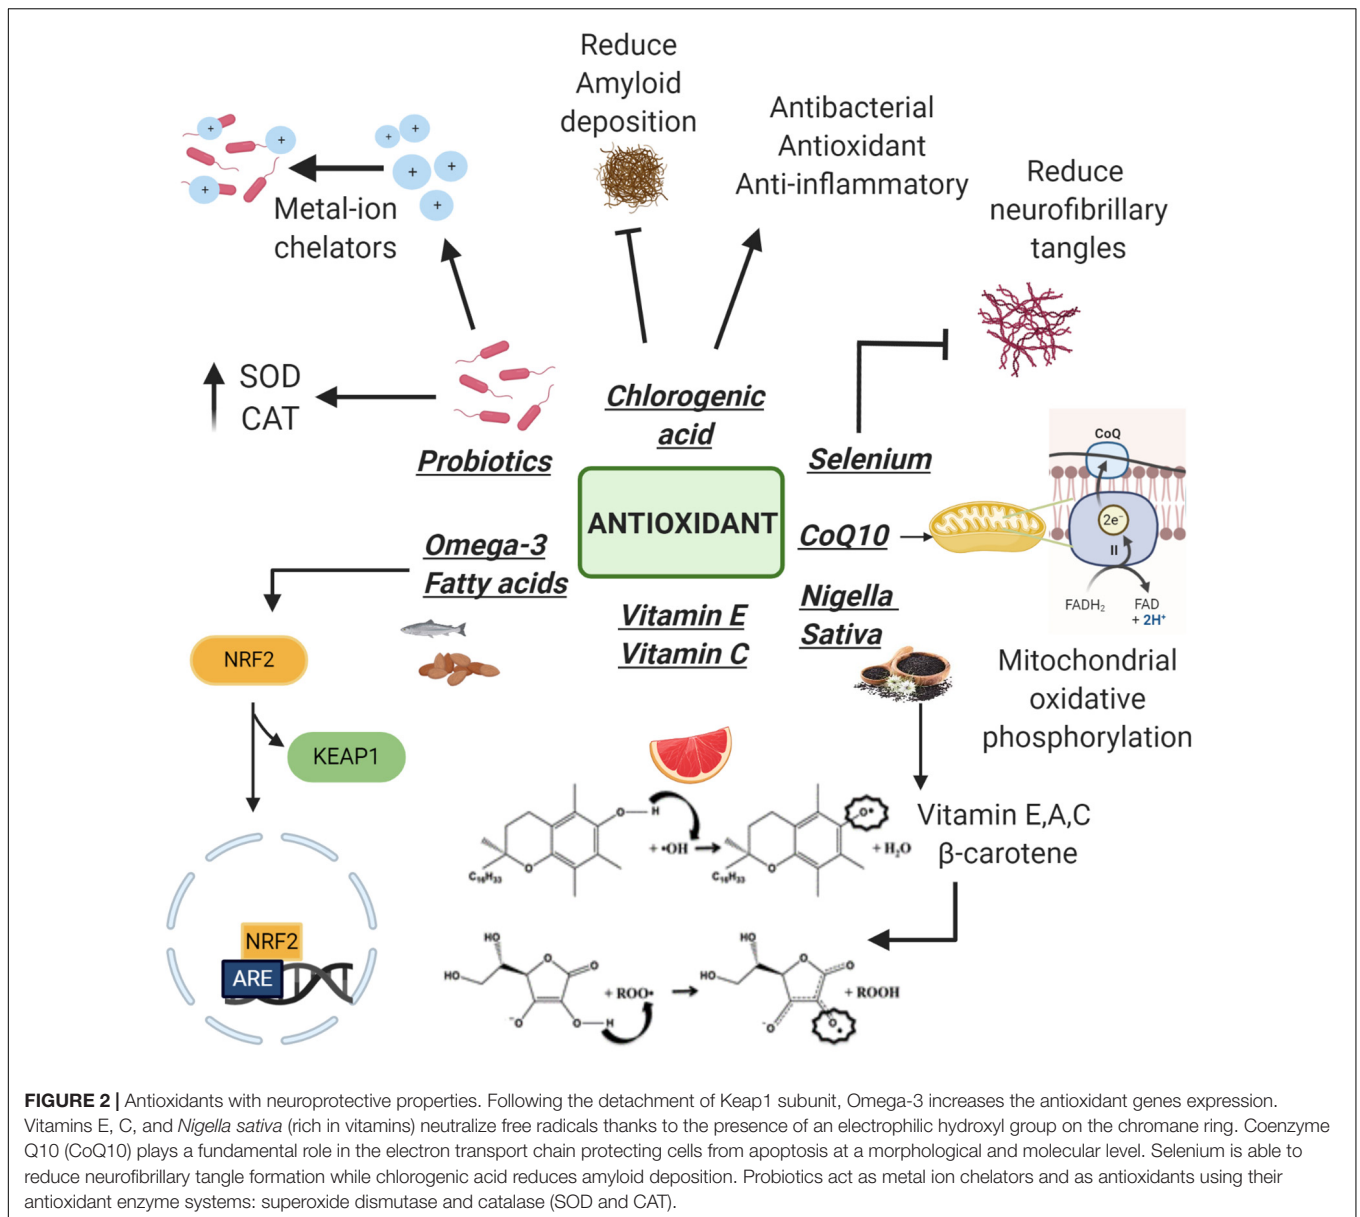 Reduce
Amyloid
deposition
Antibacterial
Antioxidant
Anti-inflammatory
Reduce
neurofibrillary
tangles
+ + + + + + + + + +
Metal-ion
chelators
SOD
CAT
Probiotics
Chlorogenic
acid
Selenium
CoQ
2e⁻
II
FADH₂
FAD
+ 2H⁺
ANTIOXIDANT
CoQ10
Omega-3
Fatty acids
Vitamin E
Vitamin C
Nigella
Sativa
Mitochondrial
oxidative
phosphorylation
NRF2
KEAP1
NRF2
ARE
Vitamin E,A,C
β-carotene
O H
O
C₁₆H₃₃
+ •OH
O•
O
C₁₆H₃₃
+ H₂O
HO
HO
O O
⁻O
O H
+ ROO•
HO
HO
O O
⁻O
O•
+ ROOH
FIGURE 2 | Antioxidants with neuroprotective properties. Following the detachment of Keap1 subunit, Omega-3 increases the antioxidant genes expression.
Vitamins E, C, and Nigella sativa (rich in vitamins) neutralize free radicals thanks to the presence of an electrophilic hydroxyl group on the chromane ring. Coenzyme
Q10 (CoQ10) plays a fundamental role in the electron transport chain protecting cells from apoptosis at a morphological and molecular level. Selenium is able to
reduce neurofibrillary tangle formation while chlorogenic acid reduces amyloid deposition. Probiotics act as metal ion chelators and as antioxidants using their
antioxidant enzyme systems: superoxide dismutase and catalase (SOD and CAT).